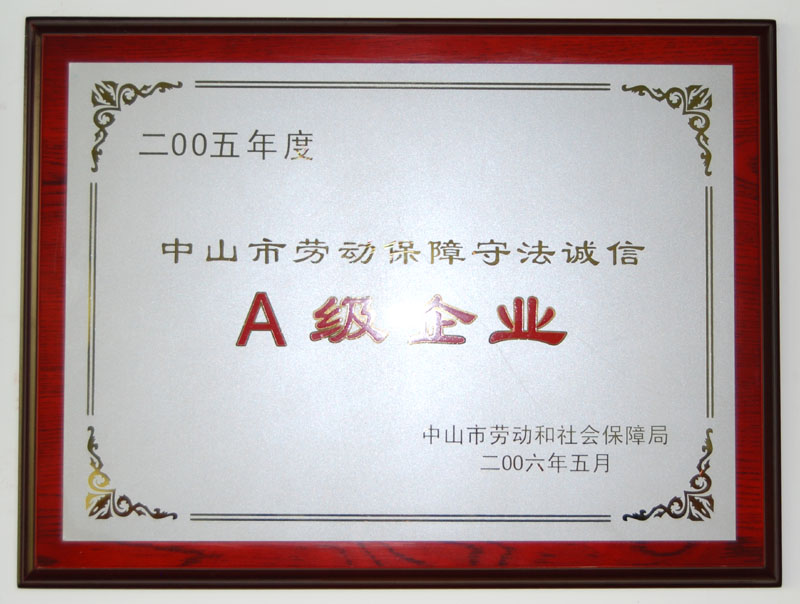 二00五年度
中山市劳动保障守法诚信
A级企业
中山市劳动和社会保障局
二00六年五月